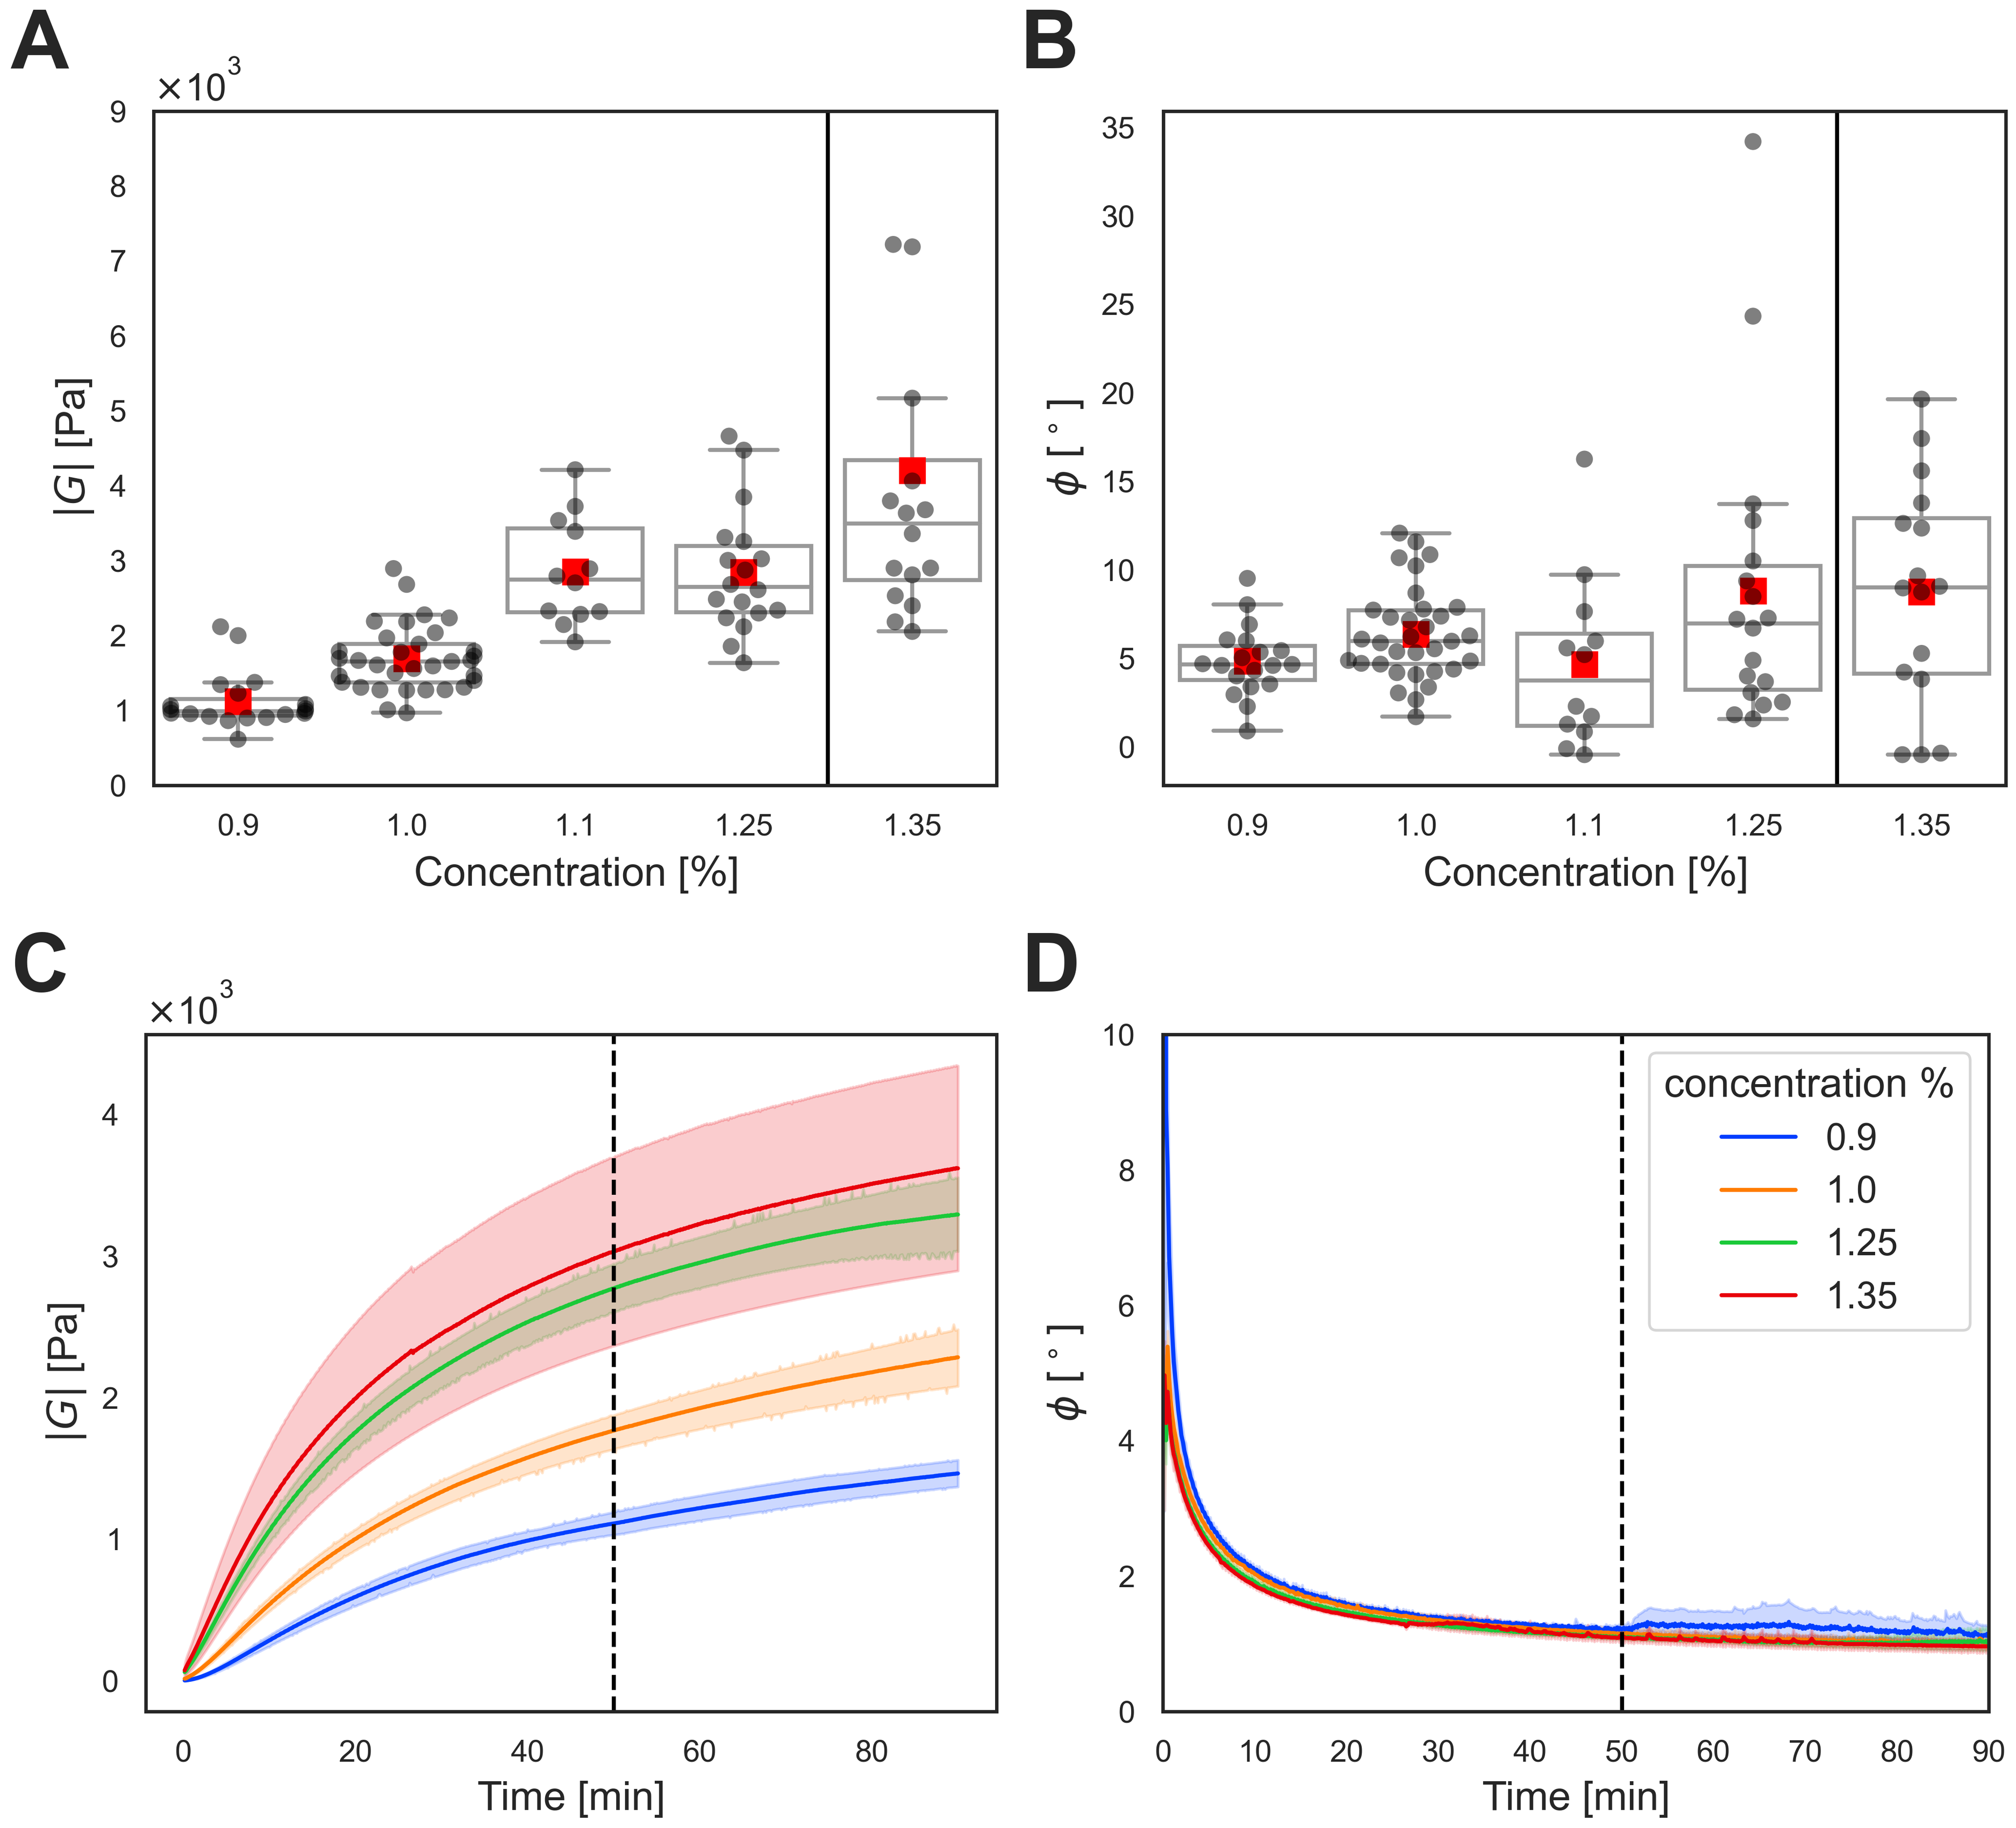 A
×10³
9
8
7
6
5
4
3
2
1
0
|G| [Pa]
0.9 1.0 1.1 1.25 1.35
Concentration [%]
B
35
30
25
20
15
10
5
0
ϕ [°]
0.9 1.0 1.1 1.25 1.35
Concentration [%]
C
×10³
4
3
2
1
0
|G| [Pa]
0 20 40 60 80
Time [min]
D
10
8
6
4
2
0
ϕ [°]
concentration %
0.9
1.0
1.25
1.35
0 10 20 30 40 50 60 70 80 90
Time [min]